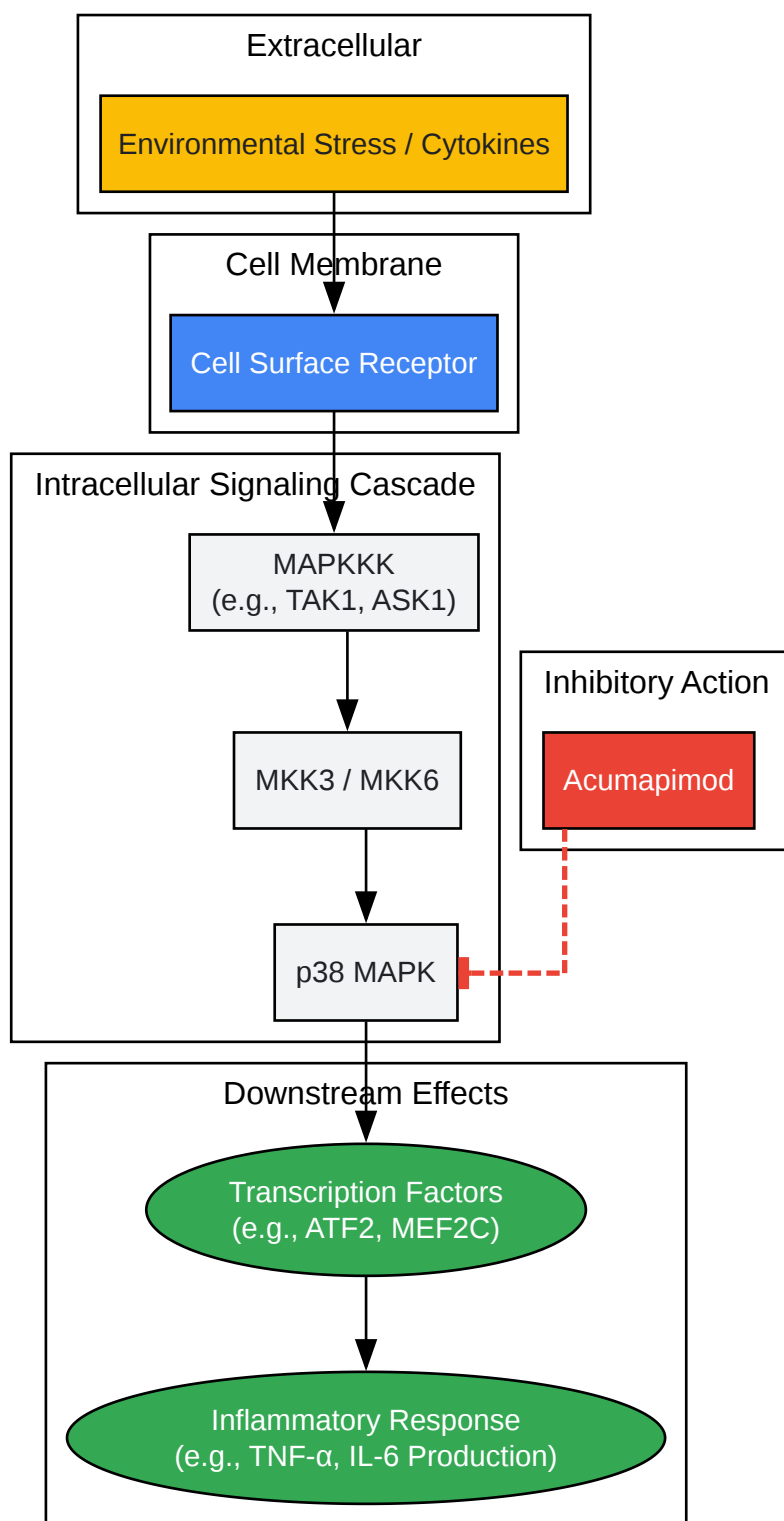 Extracellular
Environmental Stress / Cytokines
Cell Membrane
Cell Surface Receptor
Intracellular Signaling Cascade
MAPKKK
(e.g., TAK1, ASK1)
Inhibitory Action
Acumapimod
MKK3 / MKK6
p38 MAPK
Downstream Effects
Transcription Factors
(e.g., ATF2, MEF2C)
Inflammatory Response
(e.g., TNF-α, IL-6 Production)